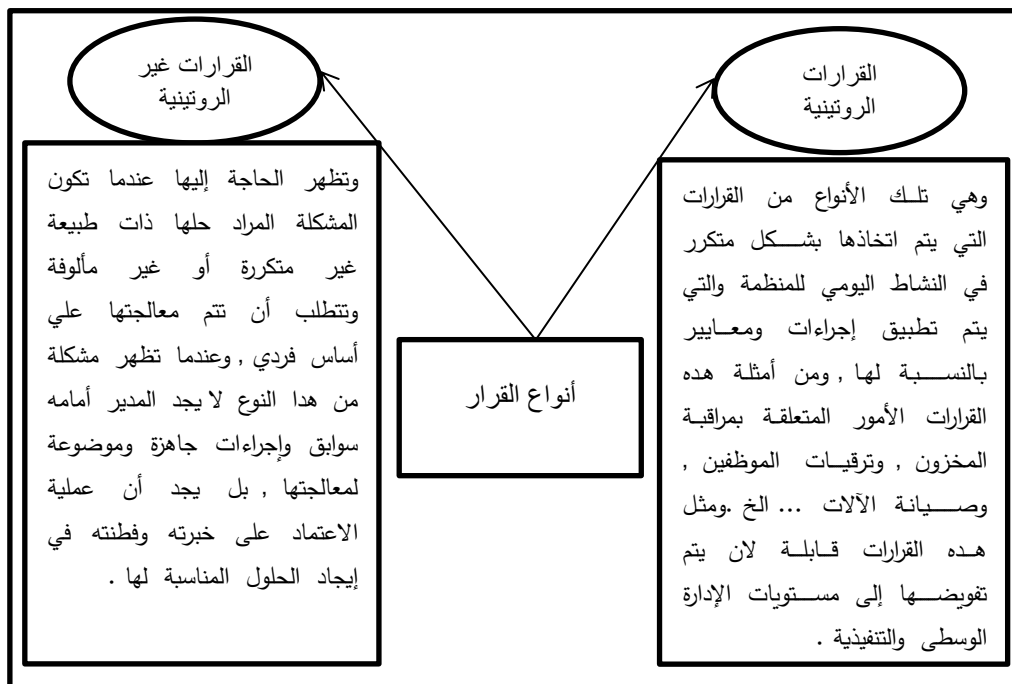 القرارات
الروتينية
وهي تلك الأنواع من القرارات
التي يتم اتخاذها بشكل متكرر
في النشاط اليومي للمنظمة والتي
يتم تطبيق إجراءات ومعايير
بالنسبة لها , ومن أمثلة هده
القرارات الأمور المتعلقة بمراقبة
المخزون , وترقيات الموظفين ,
وصيانة الآلات ... الخ .ومثل
هده القرارات قابلة لان يتم
تفويضها إلى مستويات الإدارة
الوسطى والتنفيذية .
القرارات غير
الروتينية
وتظهر الحاجة إليها عندما تكون
المشكلة المراد حلها ذات طبيعة
غير متكررة أو غير مألوفة
وتتطلب أن تتم معالجتها علي
أساس فردي , وعندما تظهر مشكلة
من هدا النوع لا يجد المدير أمامه
سوابق وإجراءات جاهزة وموضوعة
لمعالجتها , بل يجد أن عملية
الاعتماد على خبرته وفطنته في
إيجاد الحلول المناسبة لها .
أنواع القرار